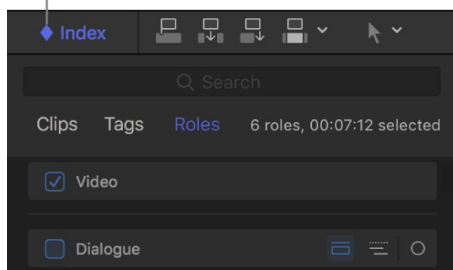 Index
Search
Clips Tags Roles 6 roles, 00:07:12 selected
Video
Dialogue